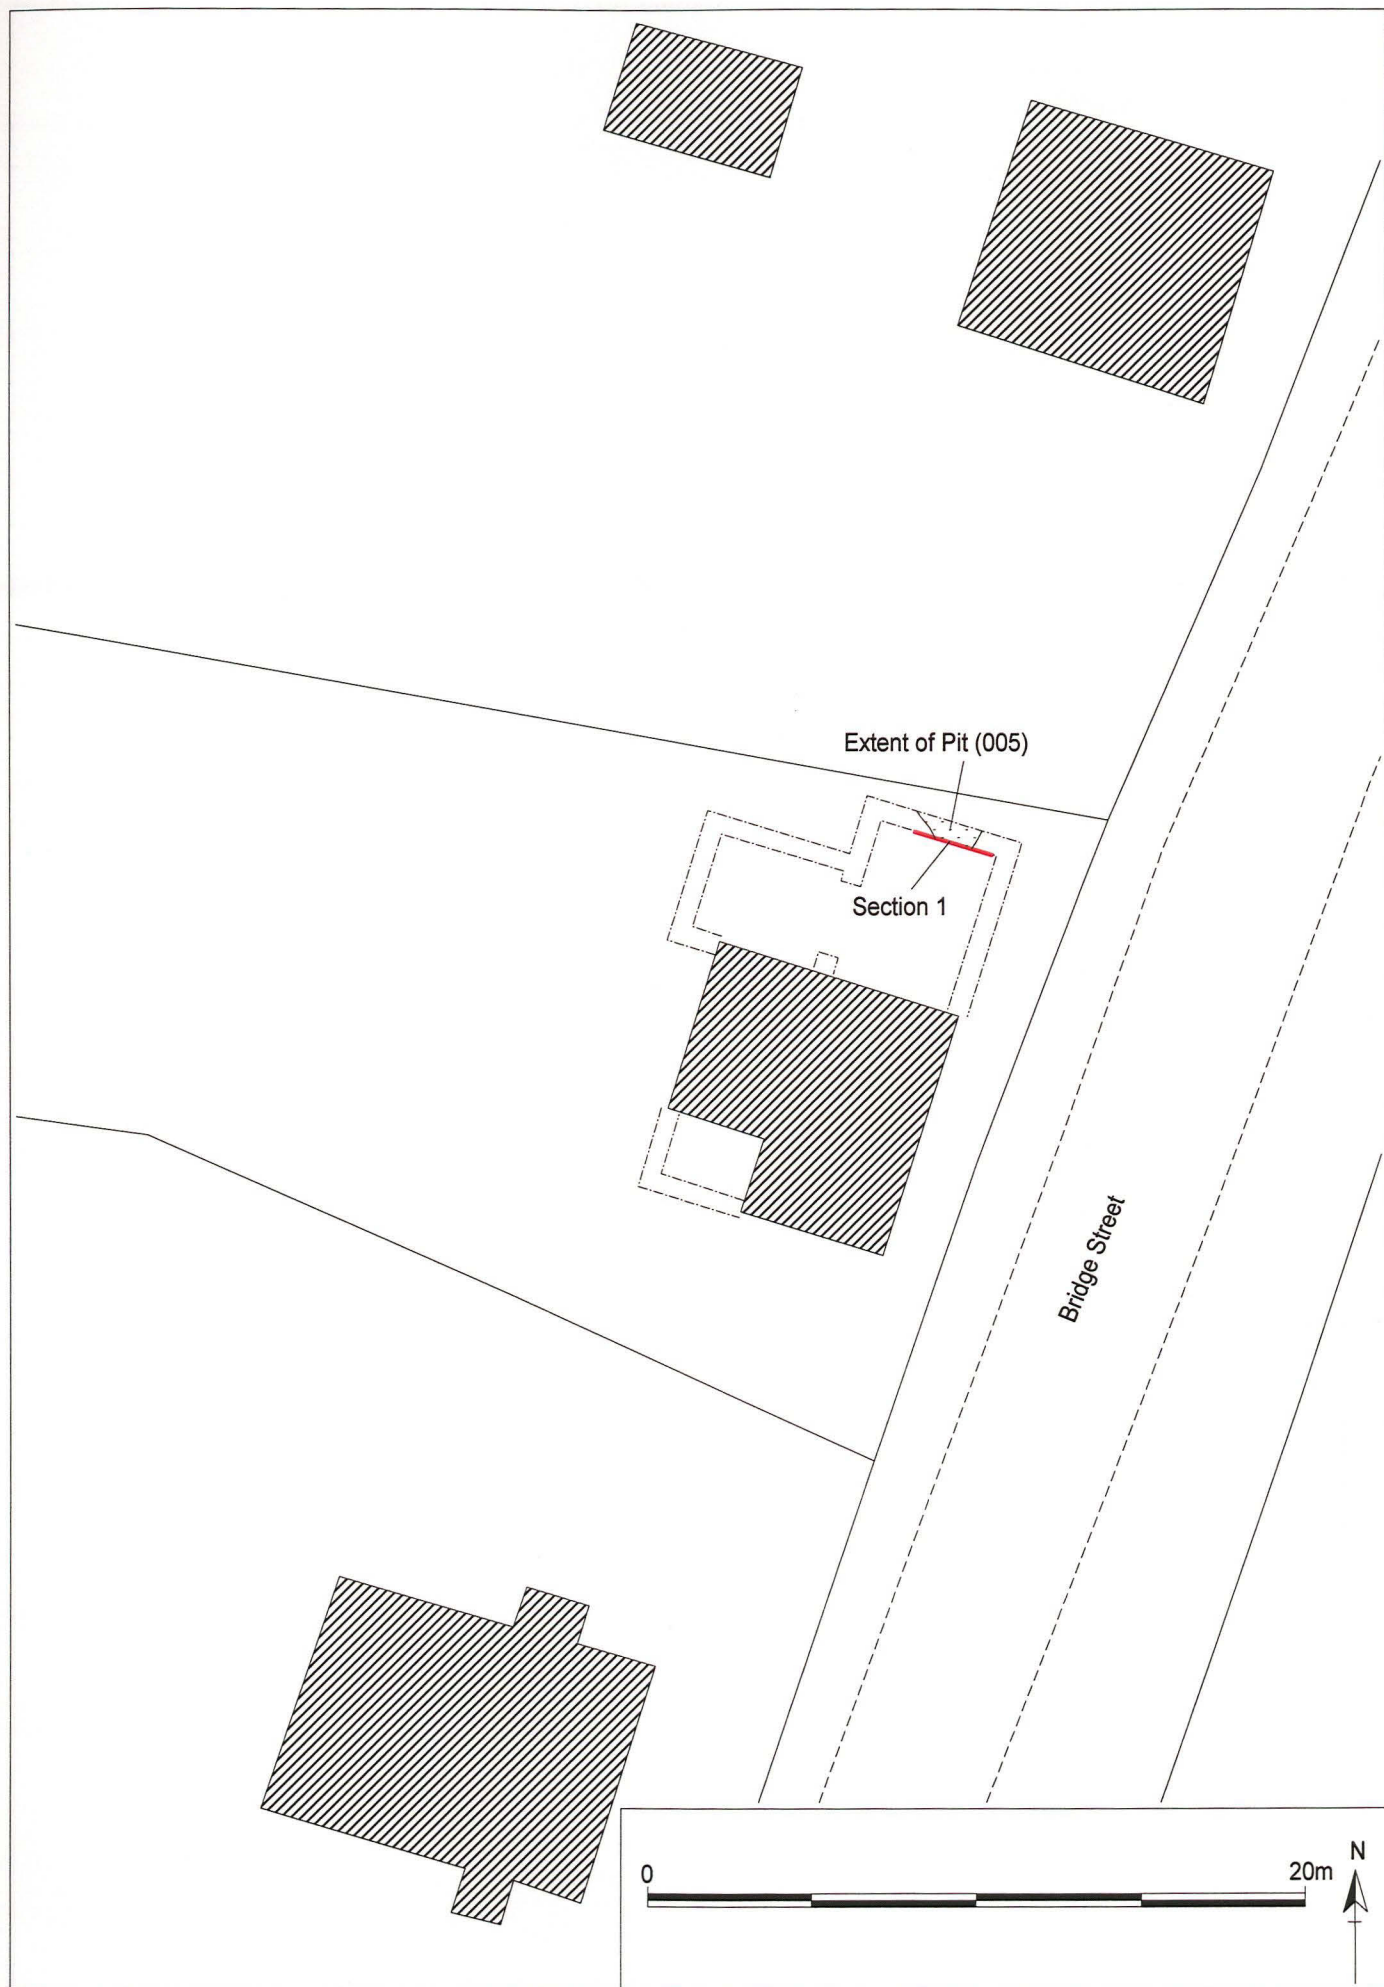 Extent of Pit (005)
Section 1
Bridge Street
0
20m
N